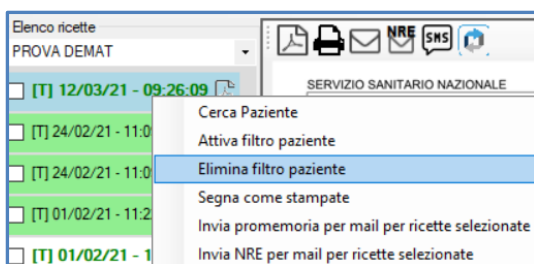 Elenco ricette
PROVA DEMAT
NRE
SMS
SERVIZIO SANITARIO NAZIONALE
[T] 12/03/21 - 09:26:09
Cerca Paziente
[T] 24/02/21 - 11:0
Attiva filtro paziente
[T] 24/02/21 - 11:0
Elimina filtro paziente
[T] 01/02/21 - 11:2
Segna come stampate
Invia promemoria per mail per ricette selezionate
[T] 01/02/21 - 1
Invia NRE per mail per ricette selezionate